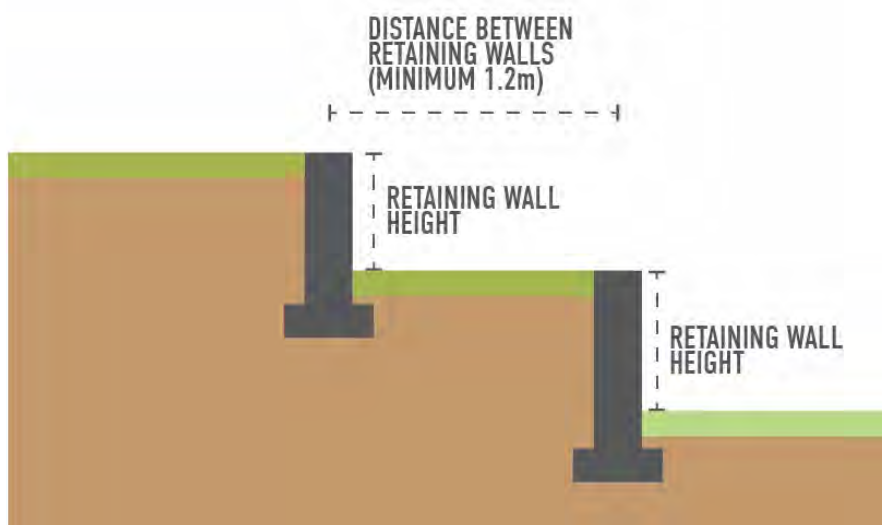 DISTANCE BETWEEN
RETAINING WALLS
(MINIMUM 1.2m)
RETAINING WALL
HEIGHT
RETAINING WALL
HEIGHT